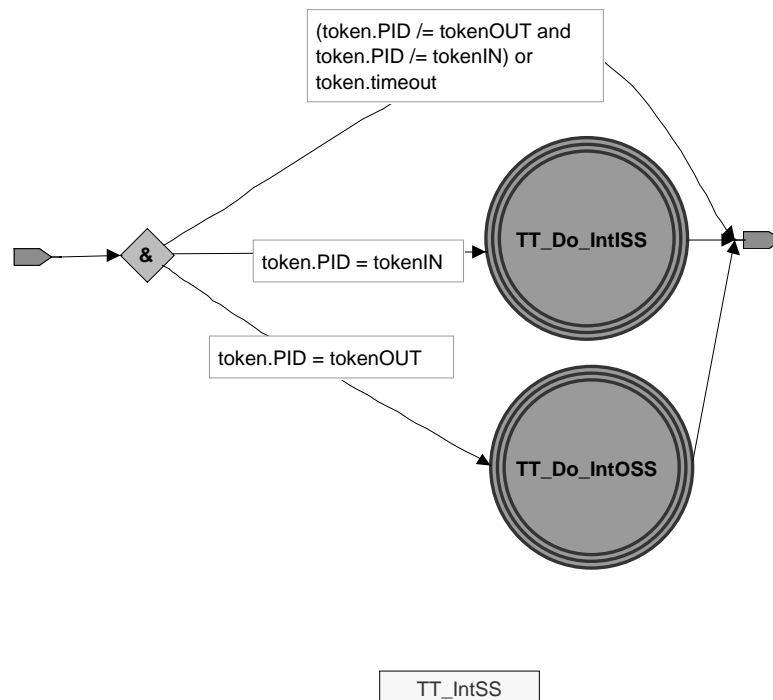 (token.PID /= tokenOUT and
token.PID /= tokenIN) or
token.timeout
TT_Do_IntISS
&
token.PID = tokenIN
token.PID = tokenOUT
TT_Do_IntOSS
TT_IntSS